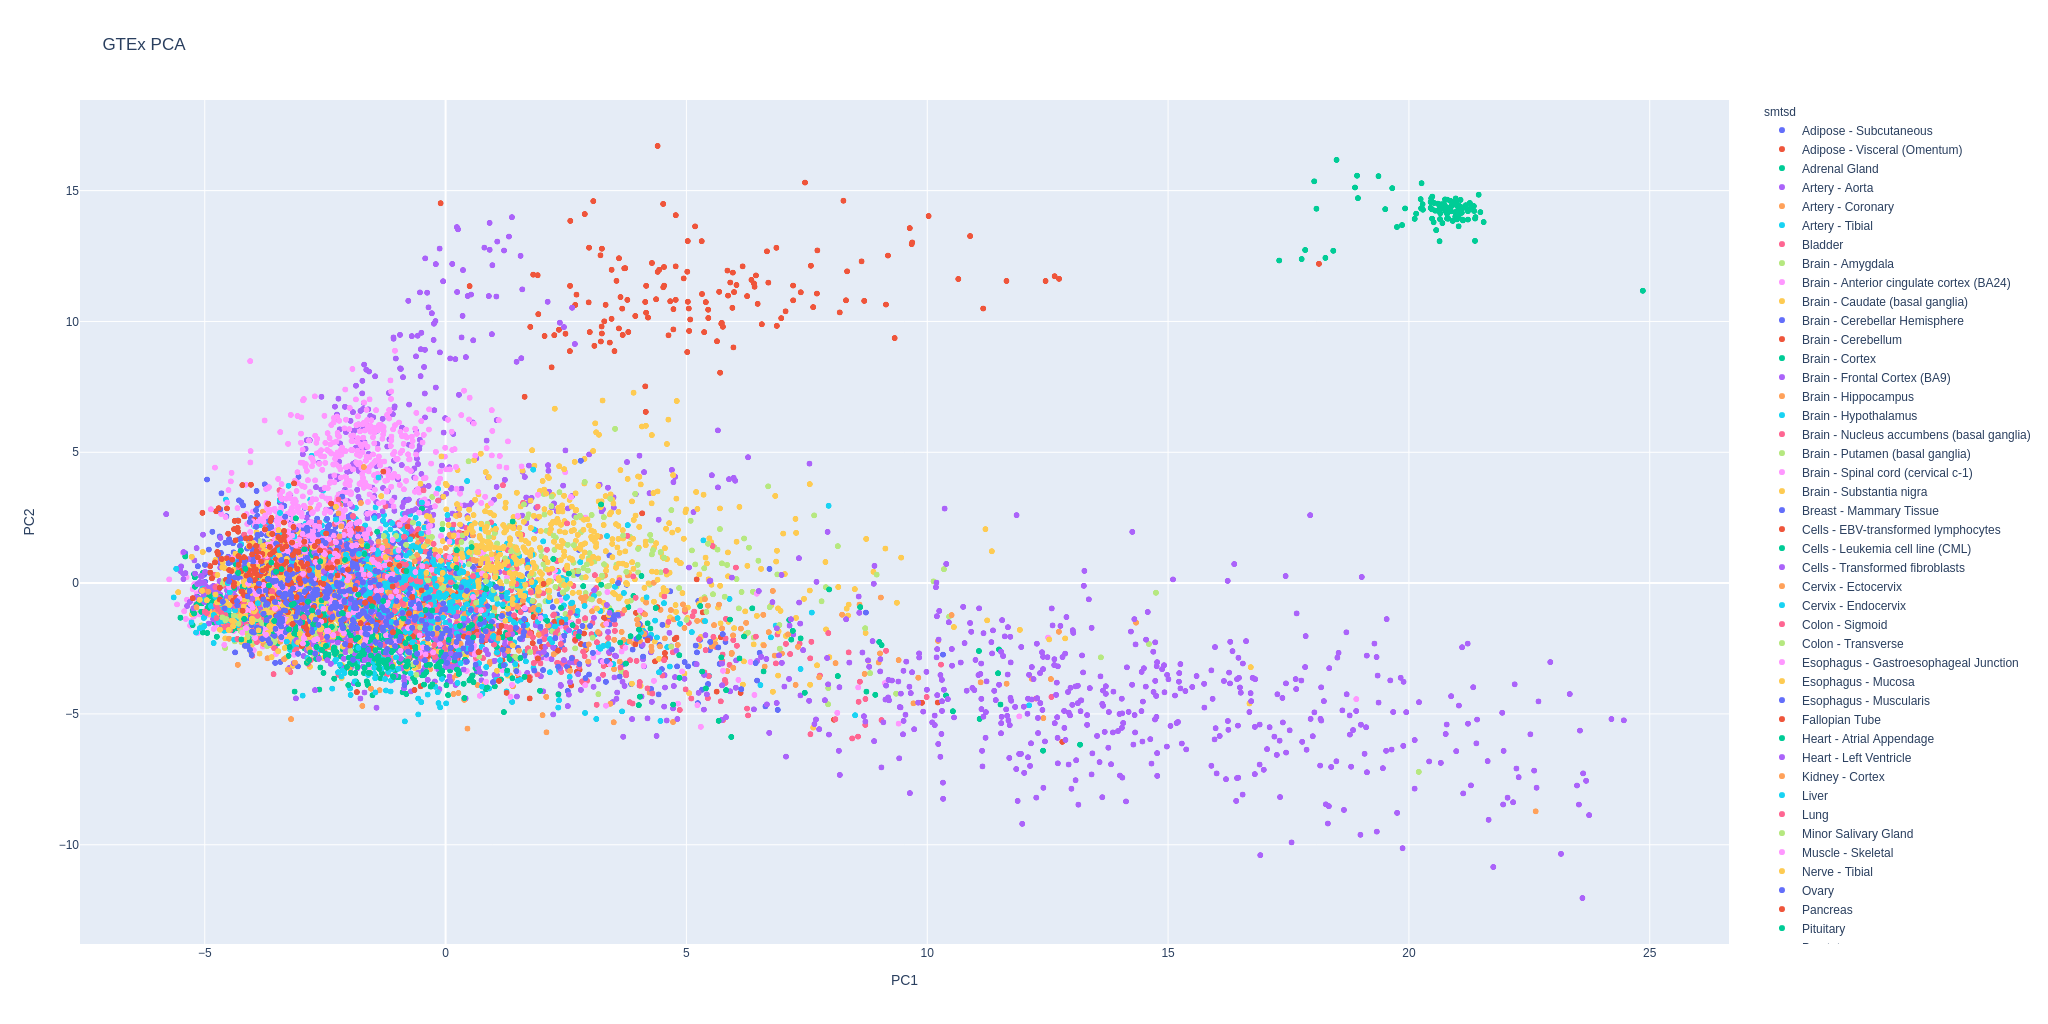 GTEx PCA
smtsd
Adipose - Subcutaneous
Adipose - Visceral (Omentum)
Adrenal Gland
Artery - Aorta
Artery - Coronary
Artery - Tibial
Bladder
Brain - Amygdala
Brain - Anterior cingulate cortex (BA24)
Brain - Caudate (basal ganglia)
Brain - Cerebellar Hemisphere
Brain - Cerebellum
Brain - Cortex
Brain - Frontal Cortex (BA9)
Brain - Hippocampus
Brain - Hypothalamus
Brain - Nucleus accumbens (basal ganglia)
Brain - Putamen (basal ganglia)
Brain - Spinal cord (cervical c-1)
Brain - Substantia nigra
Breast - Mammary Tissue
Cells - EBV-transformed lymphocytes
Cells - Leukemia cell line (CML)
Cells - Transformed fibroblasts
Cervix - Ectocervix
Cervix - Endocervix
Colon - Sigmoid
Colon - Transverse
Esophagus - Gastroesophageal Junction
Esophagus - Mucosa
Esophagus - Muscularis
Fallopian Tube
Heart - Atrial Appendage
Heart - Left Ventricle
Kidney - Cortex
Liver
Lung
Minor Salivary Gland
Muscle - Skeletal
Nerve - Tibial
Ovary
Pancreas
Pituitary
15
10
5
0
−5
−10
PC2
−5 0 5 10 15 20 25
PC1